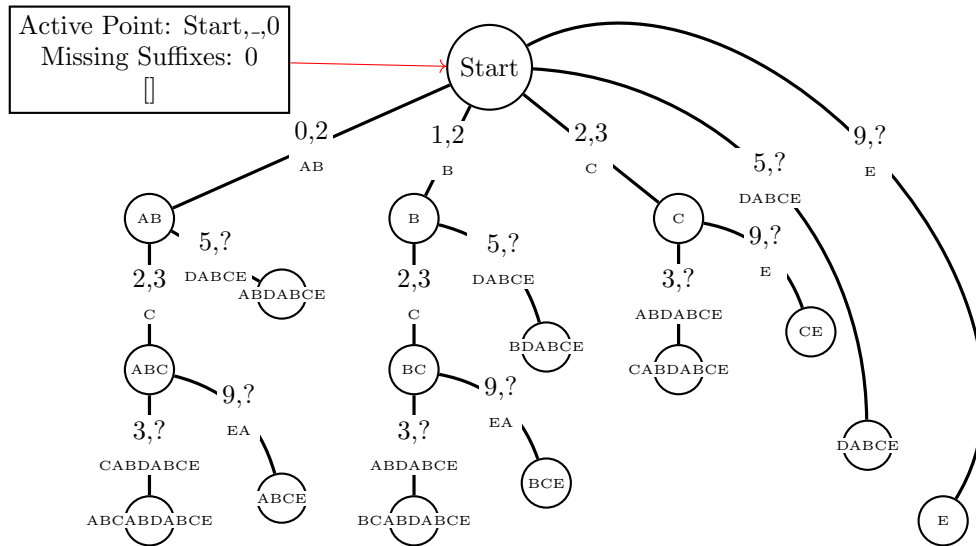 Active Point: Start,_,0
Missing Suffixes: 0
[]
Start
0,2
AB
1,2
B
2,3
C
5,?
DABCE
9,?
E
AB
B
C
5,?
DABCE
5,?
DABCE
9,?
E
2,3
C
2,3
C
3,?
ABDABCE
ABDABCE
BDABCE
CE
ABC
BC
CABDABCE
9,?
EA
9,?
EA
3,?
CABDABCE
3,?
ABDABCE
DABCE
ABCE
BCE
ABCABDABCE
BCABDABCE
E